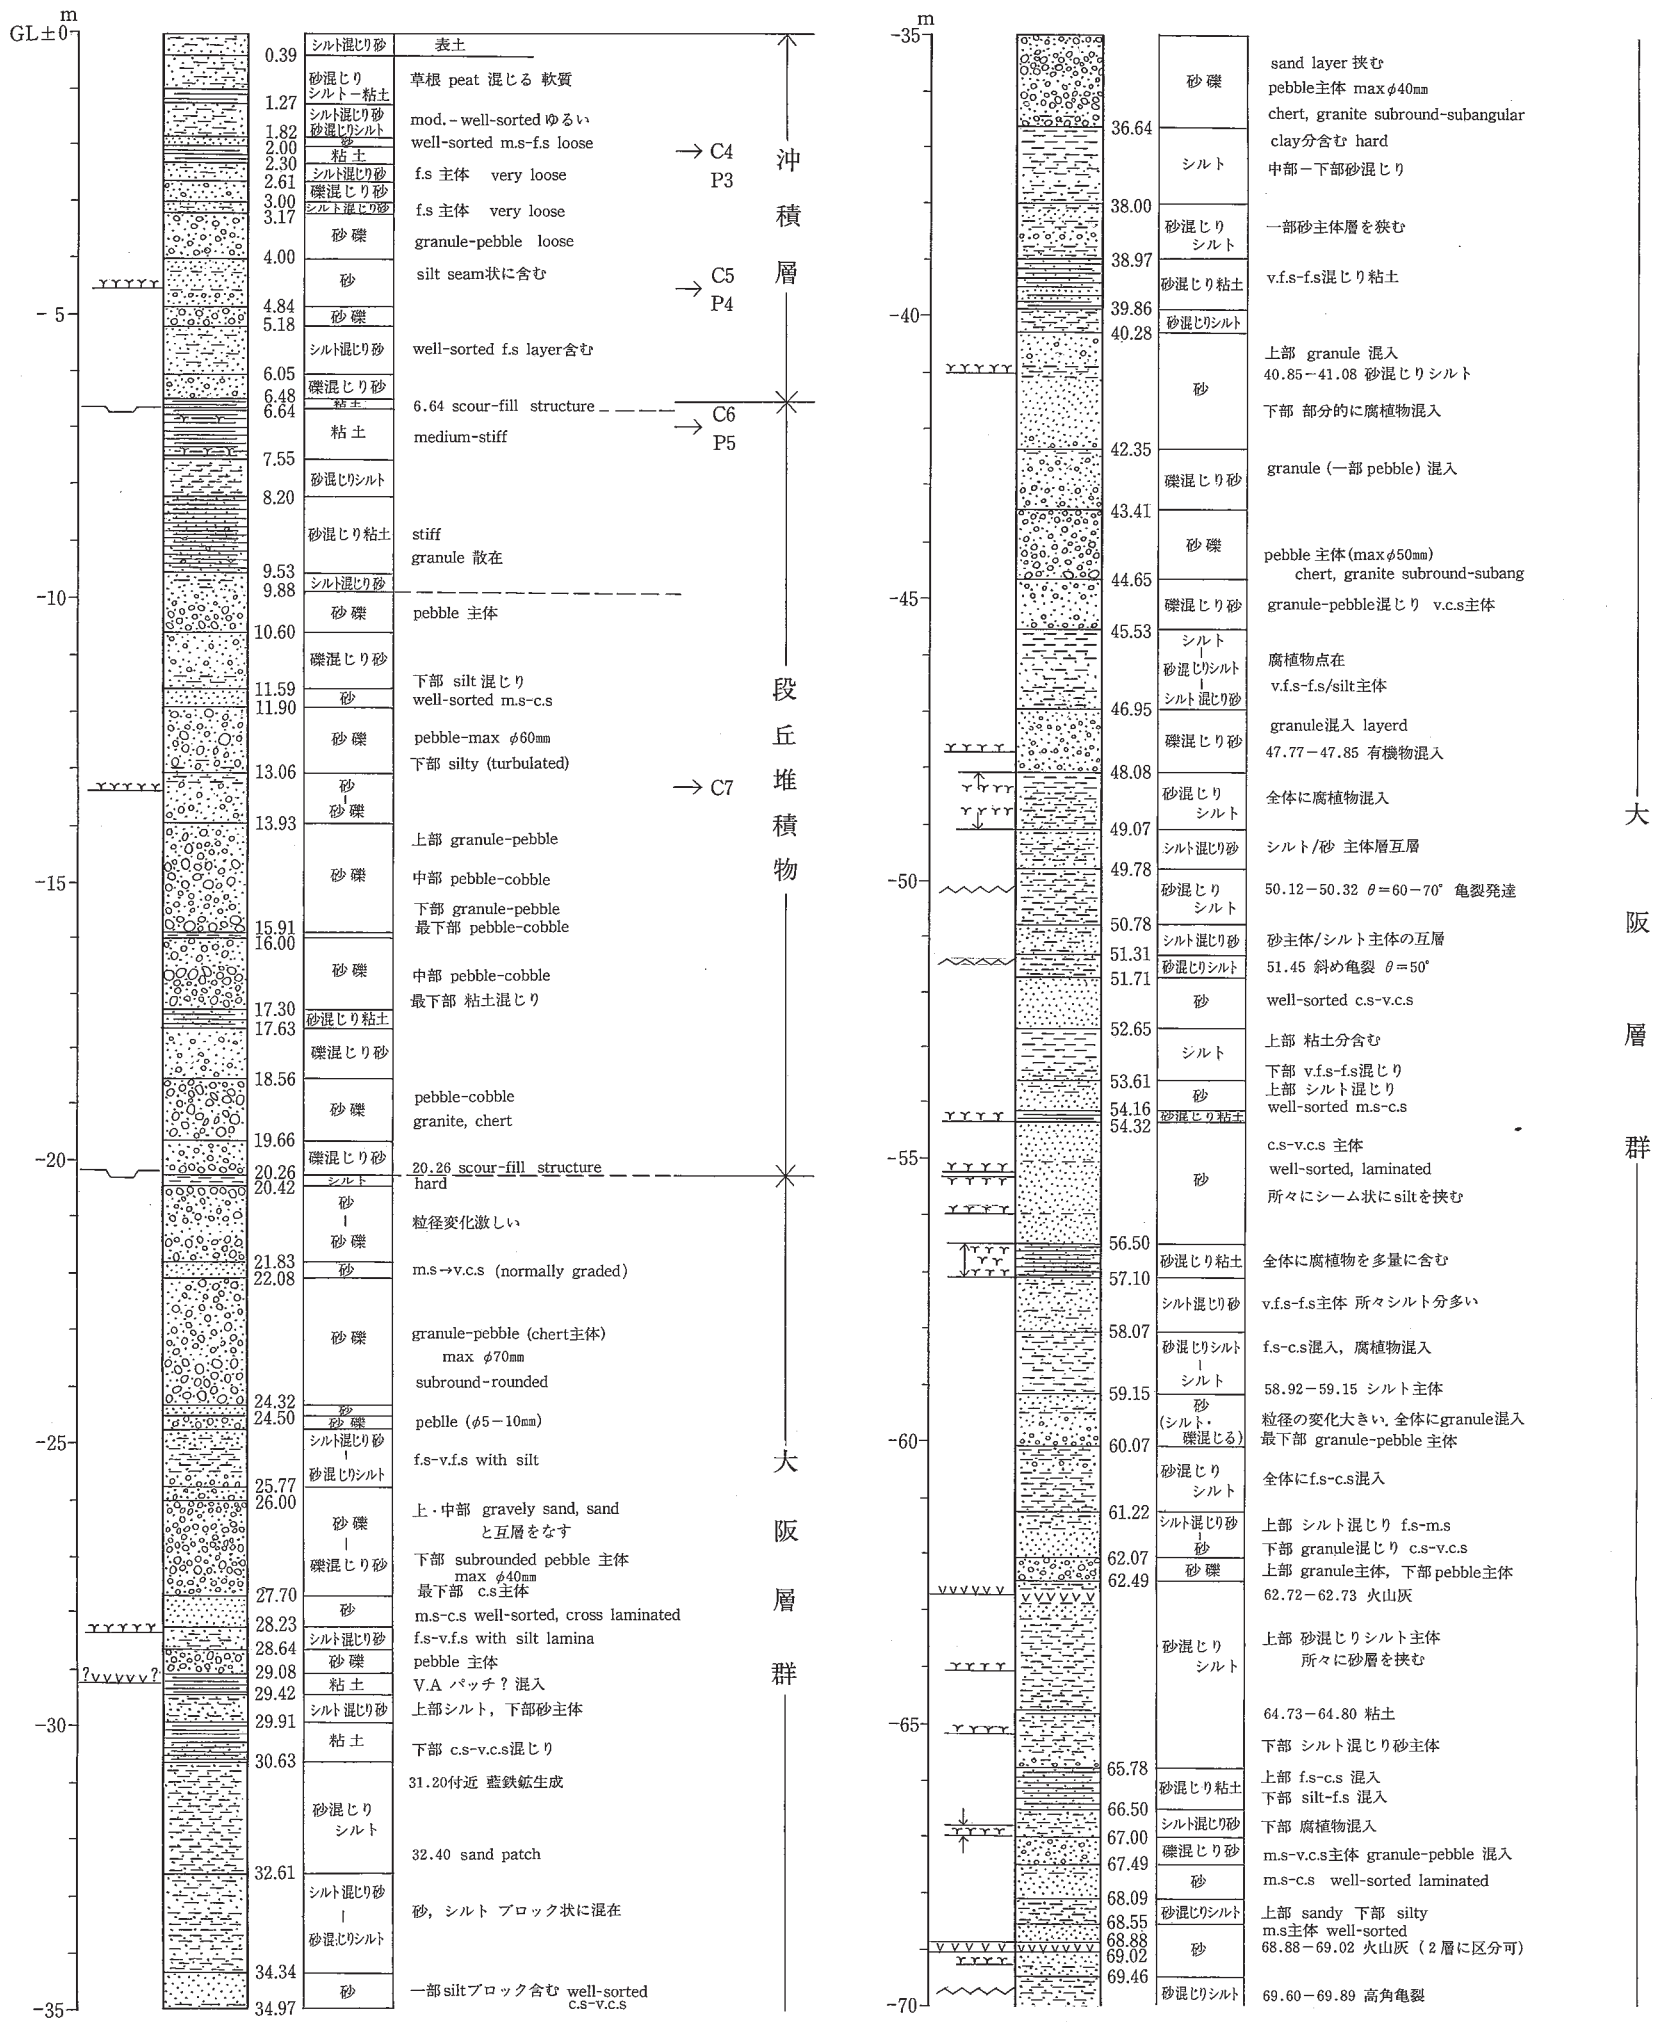 m
GL±0
0.39
シルト混じり砂
表土
砂混じり
シルト－粘土
草根 peat 混じる 軟質
1.27
シルト混じり砂
mod.－well-sorted ゆるい
1.82
砂混じりシルト
2.00
砂
well-sorted m.s-f.s loose
→ C4
粘土
2.30
P3
シルト混じり砂
f.s 主体 very loose
2.61
礫混じり砂
3.00
シルト混じり砂
f.s 主体 very loose
3.17
砂礫
granule-pebble loose
4.00
砂
silt seam状に含む
→ C5
P4
4.84
－5
砂礫
5.18
シルト混じり砂
well-sorted f.s layer含む
6.05
礫混じり砂
6.48
粘土
6.64
6.64 scour-fill structure
沖積層
→ C6
P5
粘土
medium-stiff
7.55
砂混じりシルト
8.20
砂混じり粘土
stiff
granule 散在
9.53
シルト混じり砂
9.88
－10
砂礫
pebble 主体
10.60
礫混じり砂
下部 silt 混じり
11.59
砂
well-sorted m.s-c.s
11.90
砂礫
pebble-max φ60㎜
下部 silty (turbulated)
13.06
砂
|
砂礫
→ C7
13.93
砂礫
上部 granule-pebble
中部 pebble-cobble
下部 granule-pebble
最下部 pebble-cobble
－15
15.91
16.00
砂礫
中部 pebble-cobble
最下部 粘土混じり
17.30
砂混じり粘土
17.63
礫混じり砂
18.56
砂礫
pebble-cobble
granite, chert
19.66
礫混じり砂
－20
20.26
20.26 scour-fill structure
段丘堆積物
シルト
hard
20.42
砂
|
砂礫
粒径変化激しい
21.83
砂
m.s→v.c.s (normally graded)
22.08
砂礫
granule-pebble (chert主体)
max φ70㎜
subround-rounded
24.32
砂
24.50
砂礫
peblle (φ5－10㎜)
－25
シルト混じり砂
|
砂混じりシルト
f.s-v.f.s with silt
25.77
26.00
砂礫
|
礫混じり砂
上・中部 gravely sand, sand
と互層をなす
下部 subrounded pebble 主体
max φ40㎜
最下部 c.s主体
27.70
砂
m.s-c.s well-sorted, cross laminated
28.23
シルト混じり砂
f.s-v.f.s with silt lamina
28.64
砂礫
pebble 主体
29.08
? ?
粘土
V.A パッチ？混入
29.42
シルト混じり砂
上部シルト，下部砂主体
29.91
－30
粘土
下部 c.s-v.c.s混じり
30.63
砂混じり
シルト
31.20付近 藍鉄鉱生成
32.40 sand patch
32.61
シルト混じり砂
|
砂混じりシルト
砂，シルト ブロック状に混在
34.34
砂
一部siltブロック含む well-sorted
c.s-v.c.s
34.97
－35
大阪層群
m
－35
砂礫
sand layer 挟む
pebble主体 maxφ40㎜
chert, granite subround-subangular
36.64
シルト
clay分含む hard
中部－下部砂混じり
38.00
砂混じり
シルト
一部砂主体層を狭む
38.97
砂混じり粘土
v.f.s-f.s混じり粘土
39.86
－40
砂混じりシルト
40.28
砂
上部 granule 混入
40.85－41.08 砂混じりシルト
下部 部分的に腐植物混入
42.35
礫混じり砂
granule (一部 pebble) 混入
43.41
砂礫
pebble 主体(maxφ50㎜)
chert, granite subround-subang
44.65
－45
礫混じり砂
granule-pebble混じり v.c.s主体
45.53
シルト
|
砂混じりシルト
|
シルト混じり砂
腐植物点在
v.f.s-f.s/silt主体
46.95
礫混じり砂
granule混入 layerd
47.77－47.85 有機物混入
48.08
砂混じり
シルト
全体に腐植物混入
49.07
シルト混じり砂
シルト/砂 主体層互層
49.78
－50
砂混じり
シルト
50.12－50.32 θ＝60－70° 亀裂発達
50.78
シルト混じり砂
砂主体/シルト主体の互層
51.31
砂混じりシルト
51.45 斜め亀裂 θ＝50°
51.71
砂
well-sorted c.s-v.c.s
52.65
シルト
上部 粘土分含む
下部 v.f.s-f.s混じり
53.61
砂
上部 シルト混じり
well-sorted m.s-c.s
54.16
砂混じり粘土
54.32
－55
砂
c.s-v.c.s 主体
well-sorted, laminated
所々にシーム状にsiltを挟む
56.50
砂混じり粘土
全体に腐植物を多量に含む
57.10
シルト混じり砂
v.f.s-f.s主体 所々シルト分多い
58.07
砂混じりシルト
|
シルト
f.s-c.s混入，腐植物混入
58.92－59.15 シルト主体
59.15
砂
(シルト・
礫混じる)
粒径の変化大きい．全体にgranule混入
最下部 granule-pebble 主体
－60
60.07
砂混じり
シルト
全体にf.s-c.s混入
61.22
シルト混じり砂
|
砂
上部 シルト混じり f.s-m.s
下部 granule混じり c.s-v.c.s
62.07
砂礫
上部 granule主体，下部 pebble主体
62.49
砂混じり
シルト
62.72－62.73 火山灰
上部 砂混じりシルト主体
所々に砂層を挟む
64.73－64.80 粘土
－65
下部 シルト混じり砂主体
65.78
砂混じり粘土
上部 f.s-c.s 混入
下部 silt-f.s 混入
66.50
シルト混じり砂
下部 腐植物混入
67.00
礫混じり砂
m.s-v.c.s主体 granule-pebble 混入
67.49
砂
m.s-c.s well-sorted laminated
68.09
砂混じりシルト
上部 sandy 下部 silty
68.55
砂
m.s主体 well-sorted
68.88
68.88－69.02 火山灰（2層に区分可）
69.02
69.46
砂混じりシルト
69.60－69.89 高角亀裂
－70
大阪層群